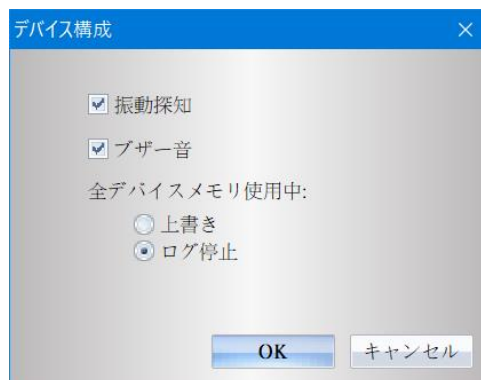 デバイス構成
振動探知
ブザー音
全デバイスメモリ使用中:
上書き
ログ停止
OK キャンセル